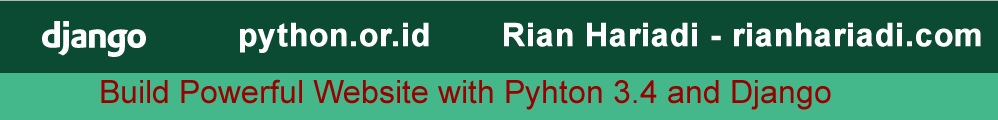 django python.or.id Rian Hariadi - rianhariadi.com
Build Powerful Website with Pyhton 3.4 and Django